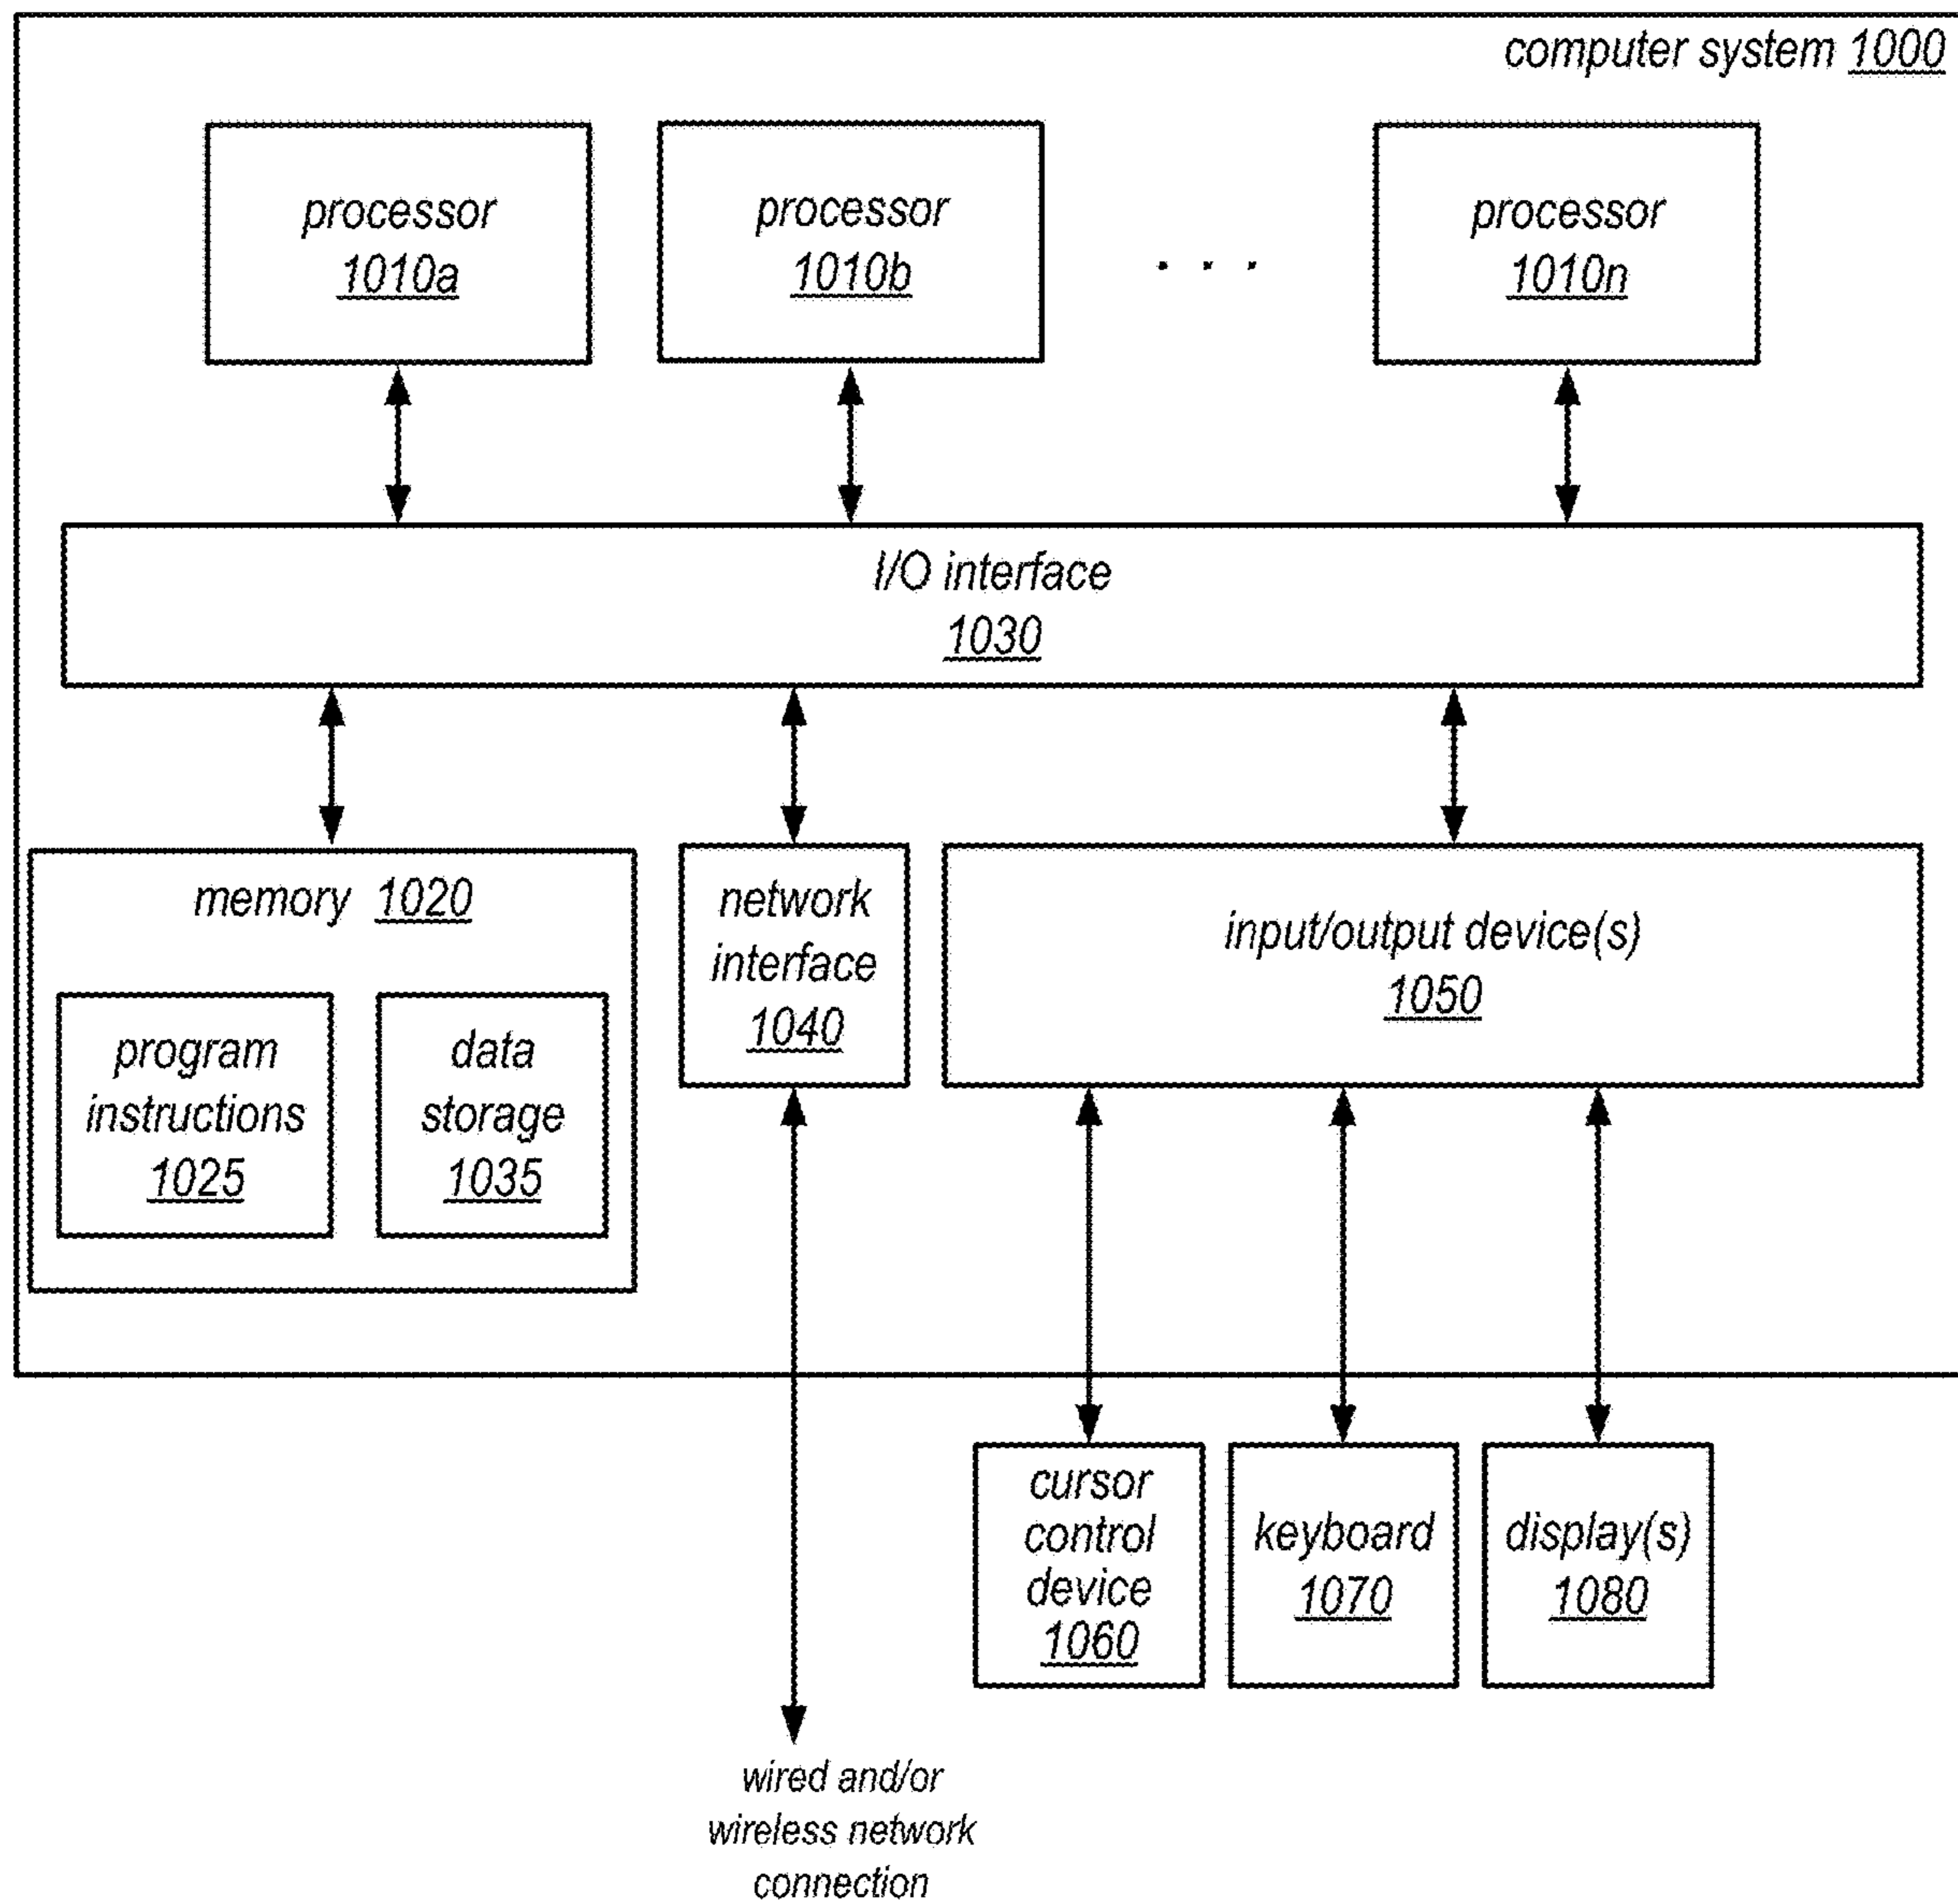 computer system 1000
processor
1010a
processor
1010b
. . .
processor
1010n
I/O interface
1030
memory 1020
program
instructions
1025
data
storage
1035
network
interface
1040
input/output device(s)
1050
cursor
control
device
1060
keyboard
1070
display(s)
1080
wired and/or
wireless network
connection